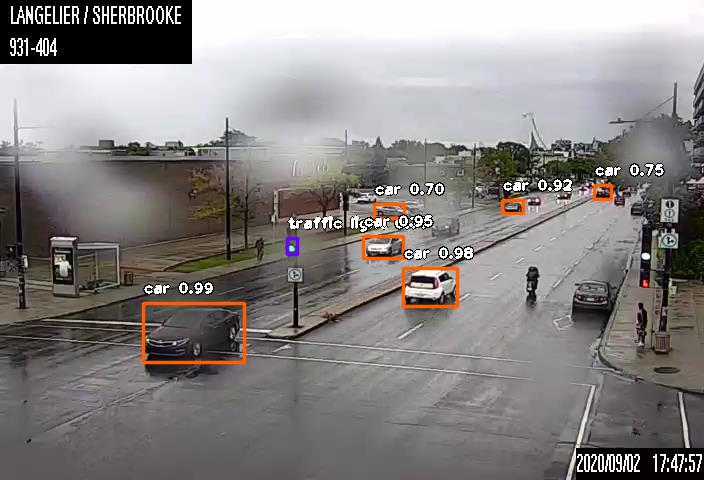 LANGELIER / SHERBROOKE
931-404
car 0.75
car 0.92
car 0.70
car 0.95
traffic
car 0.98
car 0.99
2020/09/02 17:47:57